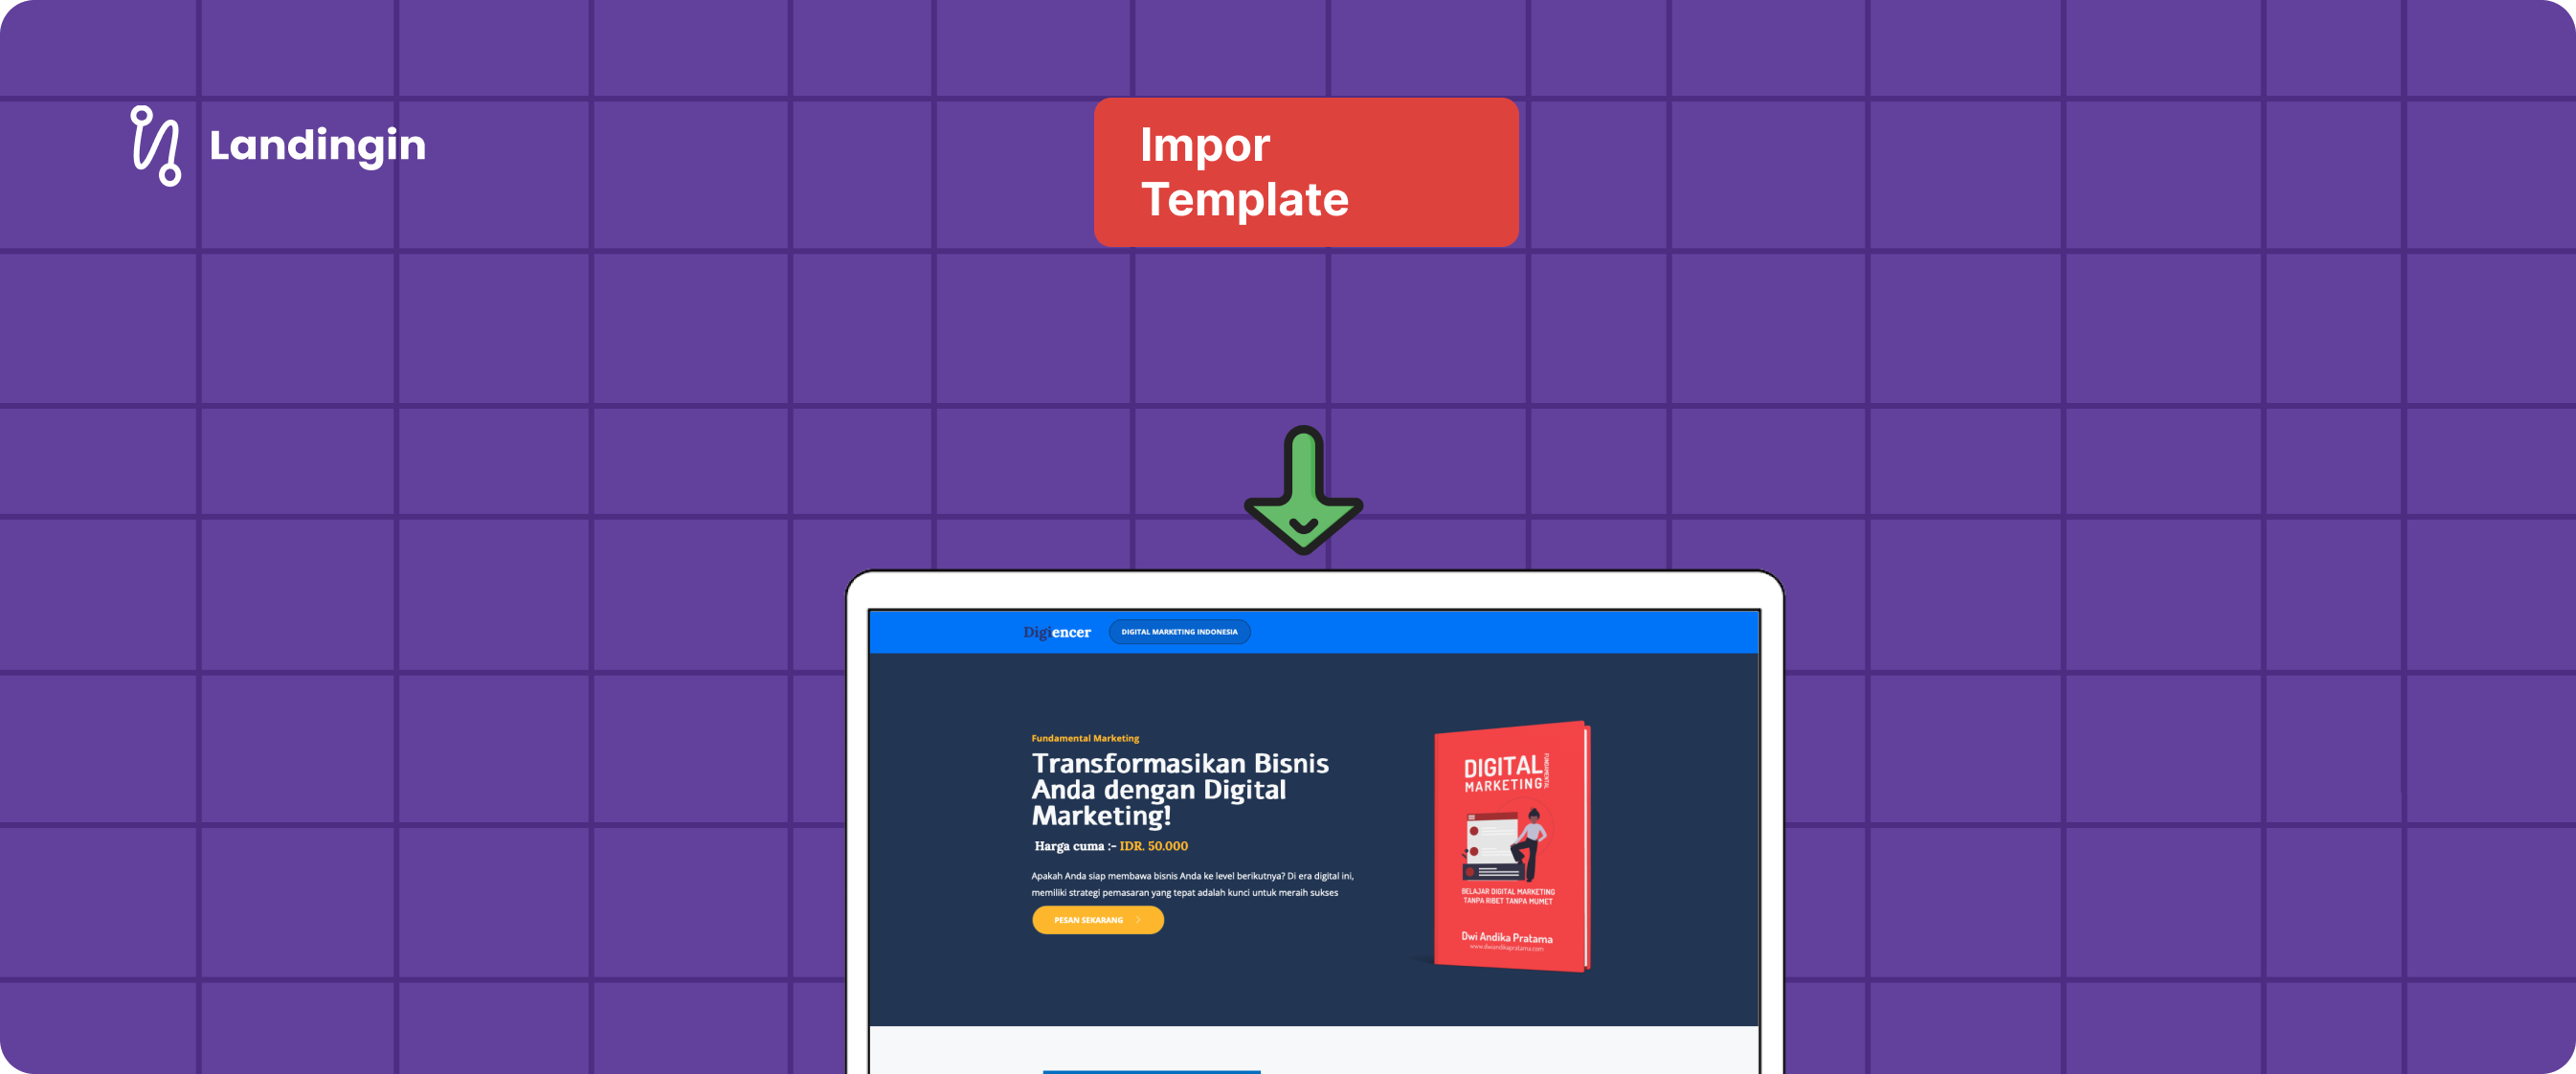 Landingin
Impor
Template
Digiencer
DIGITAL MARKETING INDONESIA
Fundamental Marketing
Transformasikan Bisnis
Anda dengan Digital
Marketing!
Harga cuma :- IDR. 50.000
Apakah Anda siap membawa bisnis Anda ke level berikutnya? Di era digital ini,
memiliki strategi pemasaran yang tepat adalah kunci untuk meraih sukses
PESAN SEKARANG
DIGITAL
MARKETING
FUNDAMENTAL
BELAJAR DIGITAL MARKETING
TANPA RIBET TANPA MUMET
Dwi Andika Pratama
www.dwiandikapratama.com